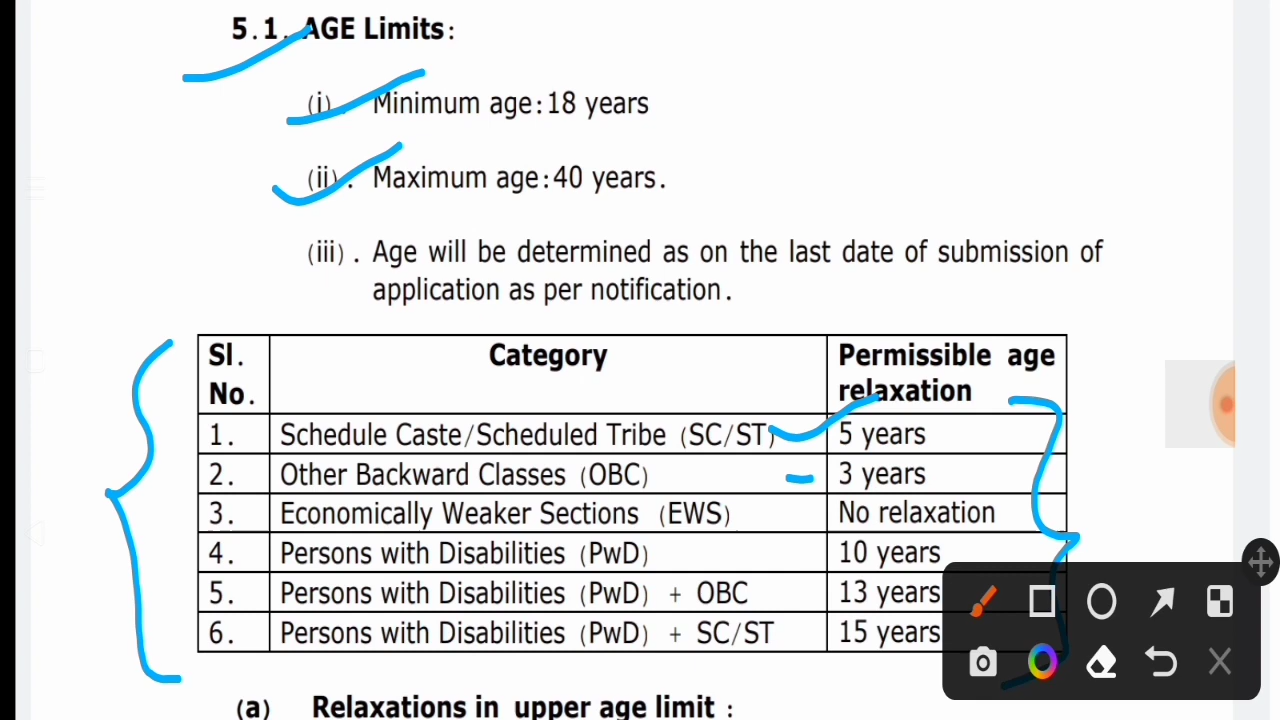 5.1. AGE Limits:
(i). Minimum age:18 years
(ii). Maximum age:40 years.
(iii). Age will be determined as on the last date of submission of
application as per notification.
Sl. No. Category Permissible age relaxation
1. Schedule Caste/Scheduled Tribe (SC/ST) 5 years
2. Other Backward Classes (OBC) 3 years
3. Economically Weaker Sections (EWS) No relaxation
4. Persons with Disabilities (PwD) 10 years
5. Persons with Disabilities (PwD) + OBC 13 years
6. Persons with Disabilities (PwD) + SC/ST 15 years
(a) Relaxations in upper age limit :